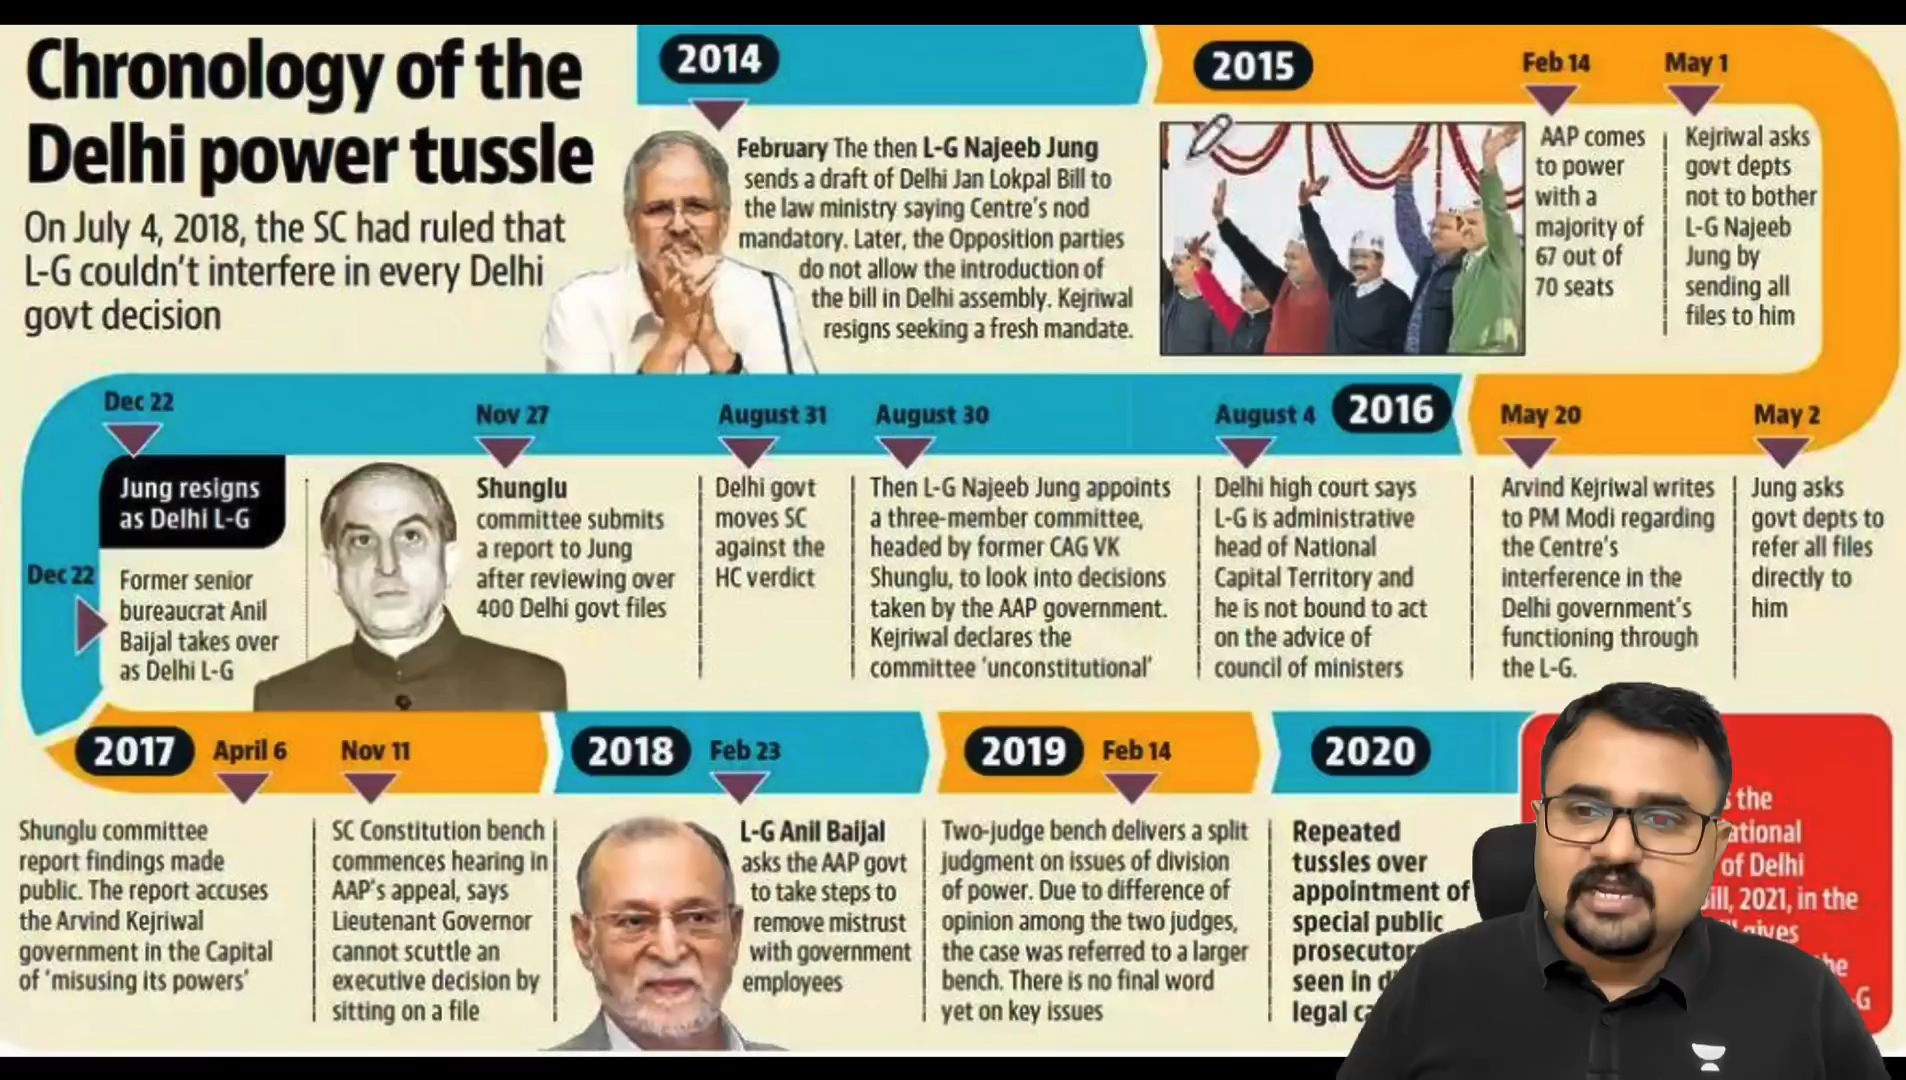 Chronology of the
Delhi power tussle
On July 4, 2018, the SC had ruled that
L-G couldn't interfere in every Delhi
govt decision
2014
February The then L-G Najeeb Jung
sends a draft of Delhi Jan Lokpal Bill to
the law ministry saying Centre's nod
mandatory. Later, the Opposition parties
do not allow the introduction of
the bill in Delhi assembly. Kejriwal
resigns seeking a fresh mandate.
2015
Feb 14
AAP comes
to power
with a
majority of
67 out of
70 seats
May 1
Kejriwal asks
govt depts
not to bother
L-G Najeeb
Jung by
sending all
files to him
May 2
Jung asks
govt depts to
refer all files
directly to
him
May 20
Arvind Kejriwal writes
to PM Modi regarding
the Centre's
interference in the
Delhi government's
functioning through
the L-G.
2016
August 4
Delhi high court says
L-G is administrative
head of National
Capital Territory and
he is not bound to act
on the advice of
council of ministers
August 30
Then L-G Najeeb Jung appoints
a three-member committee,
headed by former CAG VK
Shunglu, to look into decisions
taken by the AAP government.
Kejriwal declares the
committee 'unconstitutional'
August 31
Delhi govt
moves SC
against the
HC verdict
Nov 27
Shunglu
committee submits
a report to Jung
after reviewing over
400 Delhi govt files
Dec 22
Jung resigns
as Delhi L-G
Dec 22
Former senior
bureaucrat Anil
Baijal takes over
as Delhi L-G
2017
April 6
Shunglu committee
report findings made
public. The report accuses
the Arvind Kejriwal
government in the Capital
of 'misusing its powers'
Nov 11
SC Constitution bench
commences hearing in
AAP's appeal, says
Lieutenant Governor
cannot scuttle an
executive decision by
sitting on a file
2018
Feb 23
L-G Anil Baijal
asks the AAP govt
to take steps to
remove mistrust
with government
employees
2019
Feb 14
Two-judge bench delivers a split
judgment on issues of division
of power. Due to difference of
opinion among the two judges,
the case was referred to a larger
bench. There is no final word
yet on key issues
2020
Repeated
tussles over
appointment of
special public
prosecutor
seen in
legal
the
of Delhi
2021, in the